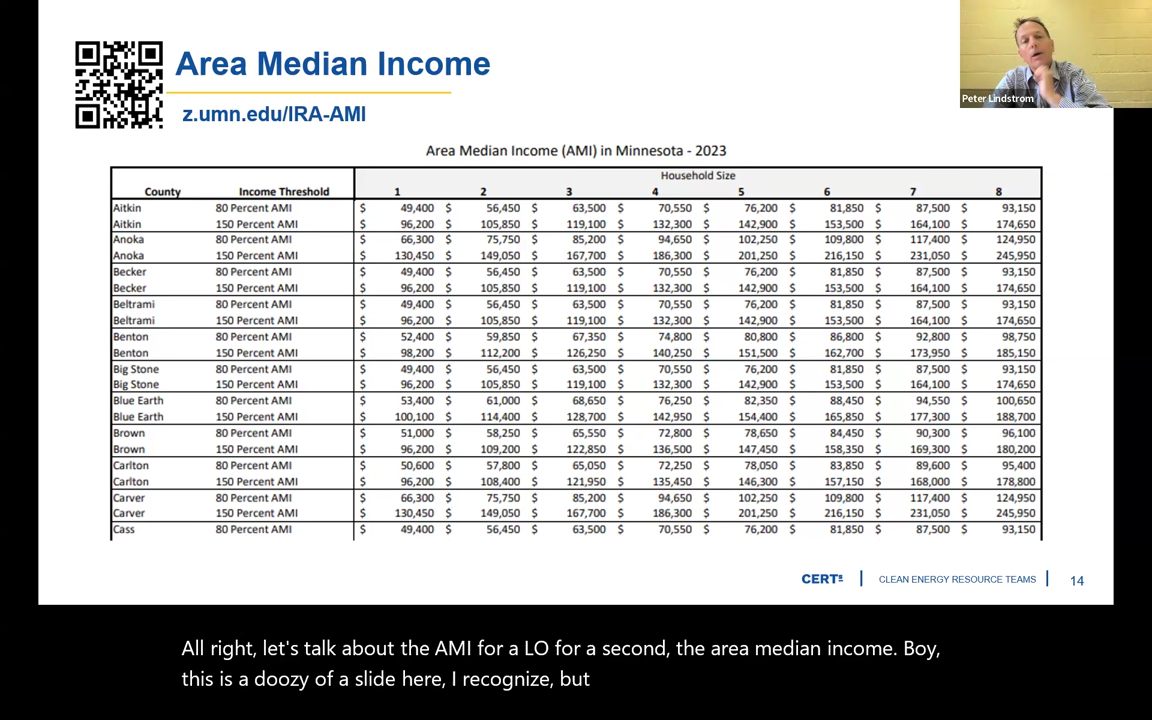 Area Median Income
z.umn.edu/IRA-AMI
Peter Lindstrom
Area Median Income (AMI) in Minnesota - 2023
Household Size
County Income Threshold 1 2 3 4 5 6 7 8
Aitkin 80 Percent AMI $ 49,400 $ 56,450 $ 63,500 $ 70,550 $ 76,200 $ 81,850 $ 87,500 $ 93,150
Aitkin 150 Percent AMI $ 96,200 $ 105,850 $ 119,100 $ 132,300 $ 142,900 $ 153,500 $ 164,100 $ 174,650
Anoka 80 Percent AMI $ 66,300 $ 75,750 $ 85,200 $ 94,650 $ 102,250 $ 109,800 $ 117,400 $ 124,950
Anoka 150 Percent AMI $ 130,450 $ 149,050 $ 167,700 $ 186,300 $ 201,250 $ 216,150 $ 231,050 $ 245,950
Becker 80 Percent AMI $ 49,400 $ 56,450 $ 63,500 $ 70,550 $ 76,200 $ 81,850 $ 87,500 $ 93,150
Becker 150 Percent AMI $ 96,200 $ 105,850 $ 119,100 $ 132,300 $ 142,900 $ 153,500 $ 164,100 $ 174,650
Beltrami 80 Percent AMI $ 49,400 $ 56,450 $ 63,500 $ 70,550 $ 76,200 $ 81,850 $ 87,500 $ 93,150
Beltrami 150 Percent AMI $ 96,200 $ 105,850 $ 119,100 $ 132,300 $ 142,900 $ 153,500 $ 164,100 $ 174,650
Benton 80 Percent AMI $ 52,400 $ 59,850 $ 67,350 $ 74,800 $ 80,800 $ 86,800 $ 92,800 $ 98,750
Benton 150 Percent AMI $ 98,200 $ 112,200 $ 126,250 $ 140,250 $ 151,500 $ 162,700 $ 173,950 $ 185,150
Big Stone 80 Percent AMI $ 49,400 $ 56,450 $ 63,500 $ 70,550 $ 76,200 $ 81,850 $ 87,500 $ 93,150
Big Stone 150 Percent AMI $ 96,200 $ 105,850 $ 119,100 $ 132,300 $ 142,900 $ 153,500 $ 164,100 $ 174,650
Blue Earth 80 Percent AMI $ 53,400 $ 61,000 $ 68,650 $ 76,250 $ 82,350 $ 88,450 $ 94,550 $ 100,650
Blue Earth 150 Percent AMI $ 100,100 $ 114,400 $ 128,700 $ 142,950 $ 154,400 $ 165,850 $ 177,300 $ 188,700
Brown 80 Percent AMI $ 51,000 $ 58,250 $ 65,550 $ 72,800 $ 78,650 $ 84,450 $ 90,300 $ 96,100
Brown 150 Percent AMI $ 96,200 $ 109,200 $ 122,850 $ 136,500 $ 147,450 $ 158,350 $ 169,300 $ 180,200
Carlton 80 Percent AMI $ 50,600 $ 57,800 $ 65,050 $ 72,250 $ 78,050 $ 83,850 $ 89,600 $ 95,400
Carlton 150 Percent AMI $ 96,200 $ 108,400 $ 121,950 $ 135,450 $ 146,300 $ 157,150 $ 168,000 $ 178,800
Carver 80 Percent AMI $ 66,300 $ 75,750 $ 85,200 $ 94,650 $ 102,250 $ 109,800 $ 117,400 $ 124,950
Carver 150 Percent AMI $ 130,450 $ 149,050 $ 167,700 $ 186,300 $ 201,250 $ 216,150 $ 231,050 $ 245,950
Cass 80 Percent AMI $ 49,400 $ 56,450 $ 63,500 $ 70,550 $ 76,200 $ 81,850 $ 87,500 $ 93,150
CERTs CLEAN ENERGY RESOURCE TEAMS 14
All right, let's talk about the AMI for a LO for a second, the area median income. Boy,
this is a doozy of a slide here, I recognize, but